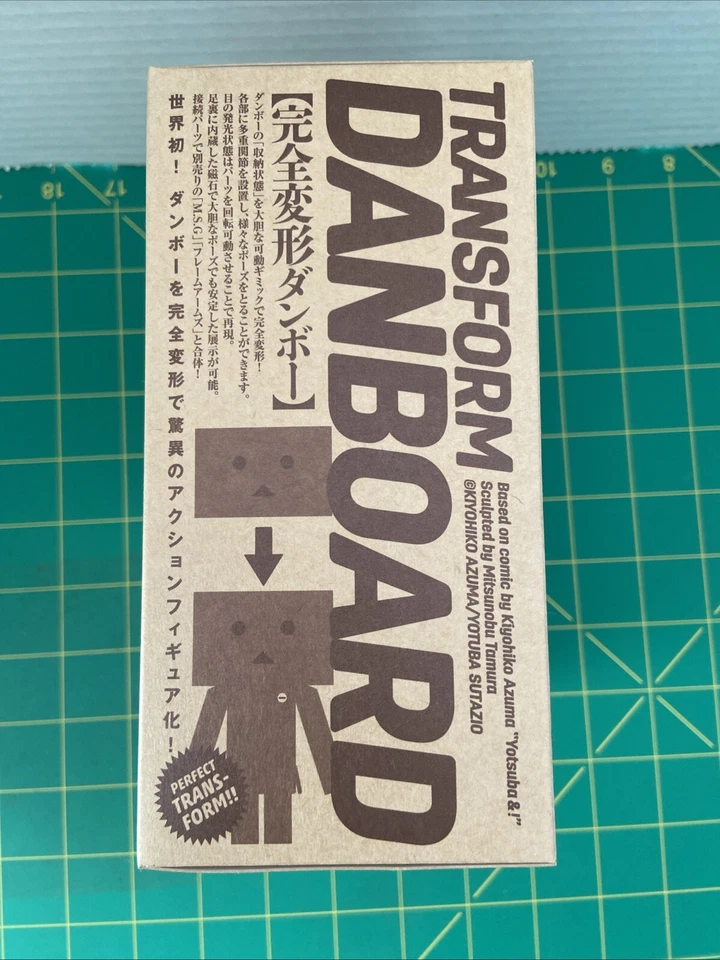 TRANSFORM
DANBOARD
Based on comic by Kiyohiko Azuma "Yotsuba&!"
Sculpted by Mitsunobu Tamura
©KIYOHIKO AZUMA/YOTUBA SUTAZIO
【完全変形ダンボー】
ダンボーの「収納状態」を大胆な可動ギミックで完全変形!
各部に多重関節を設置し、様々なポーズをとることができます。
目の発光状態はパーツを回転可動させることで再現。
足裏に内蔵した磁石で大胆なポーズでも安定した展示が可能。
接続パーツで別売りの「M.S.G」「フレームアームズ」と合体!
世界初! ダンボーを完全変形で驚異のアクションフィギュア化!
PERFECT
TRANS-
FORM!!
18
17
10
9
8